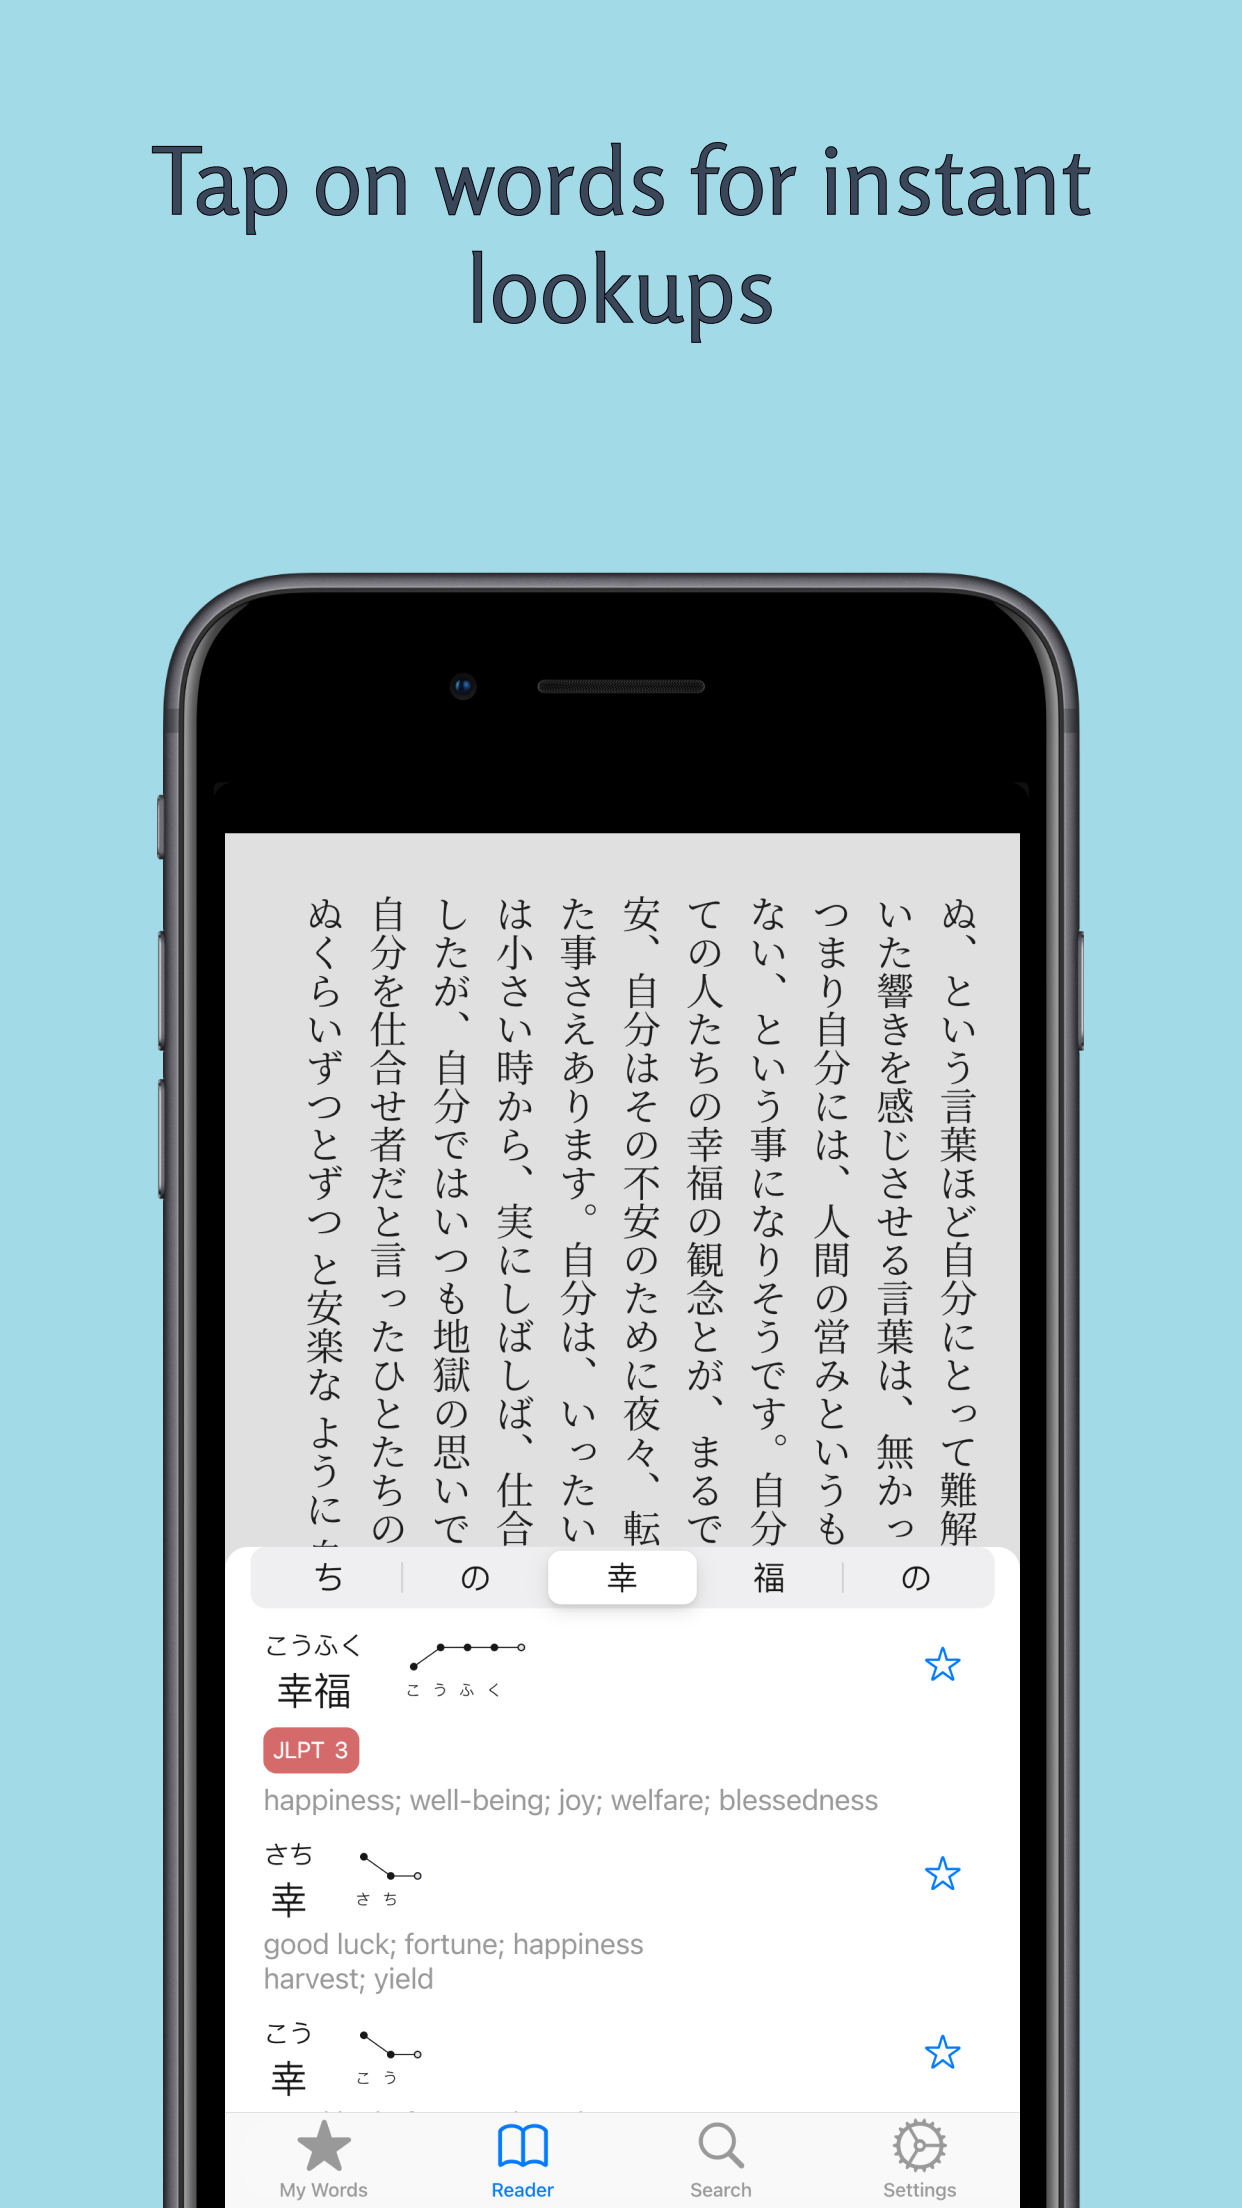 Tap on words for instant
lookups
ぬ、という言葉ほど自分にとって難解
いた響きを感じさせる言葉は、無かっ
つまり自分には、人間の営みというも
ない、という事になりそうです。自分
ての人たちの幸福の観念とが、まるで
安、自分はその不安のために夜々、転
た事さえあります。自分は、いったい
は小さい時から、実にしばしば、仕合
したが、自分ではいつも地獄の思いで
自分を仕合せ者だと言ったひとたちの
ぬくらいずつとずつと安楽なように
ち の 幸 福 の
こうふく
幸福
こうふく
JLPT 3
happiness; well-being; joy; welfare; blessedness
さち
幸
さち
good luck; fortune; happiness
harvest; yield
こう
幸
こう
My Words Reader Search Settings